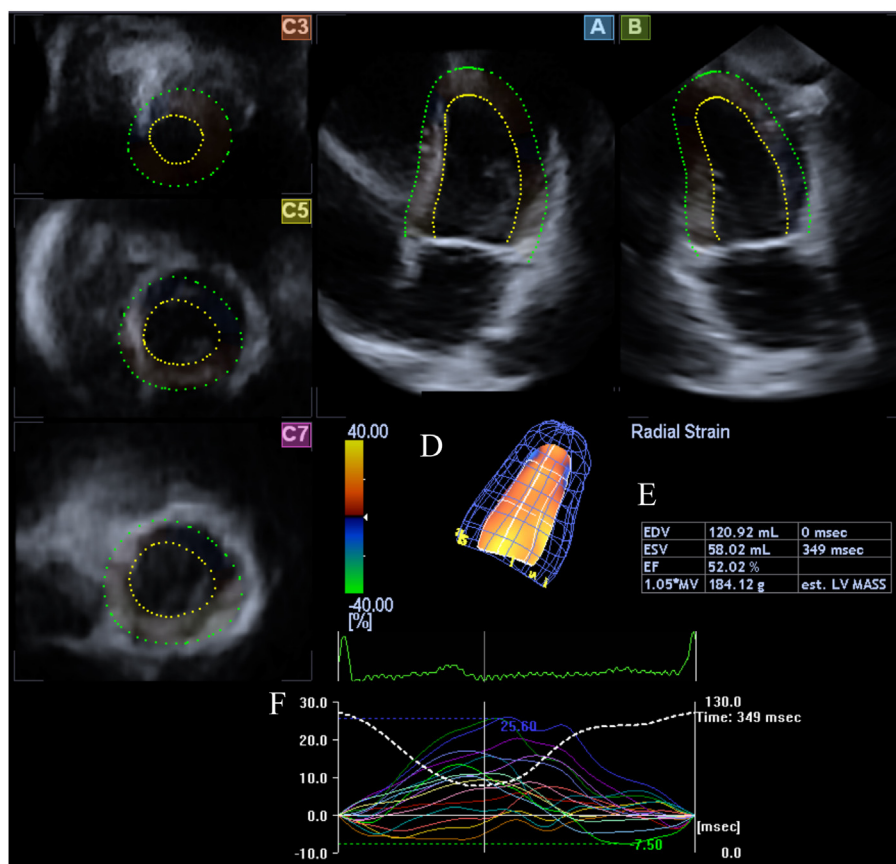 C3
A
B
C5
C7
40.00
-40.00
[%]
D
Radial Strain
E
EDV 120.92 mL 0 msec
ESV 58.02 mL 349 msec
EF 52.02 %
1.05*MV 184.12 g est. LV MASS
F
30.0
20.0
10.0
0.0
-10.0
25.60
-7.50
130.0
Time: 349 msec
[msec]
0.0